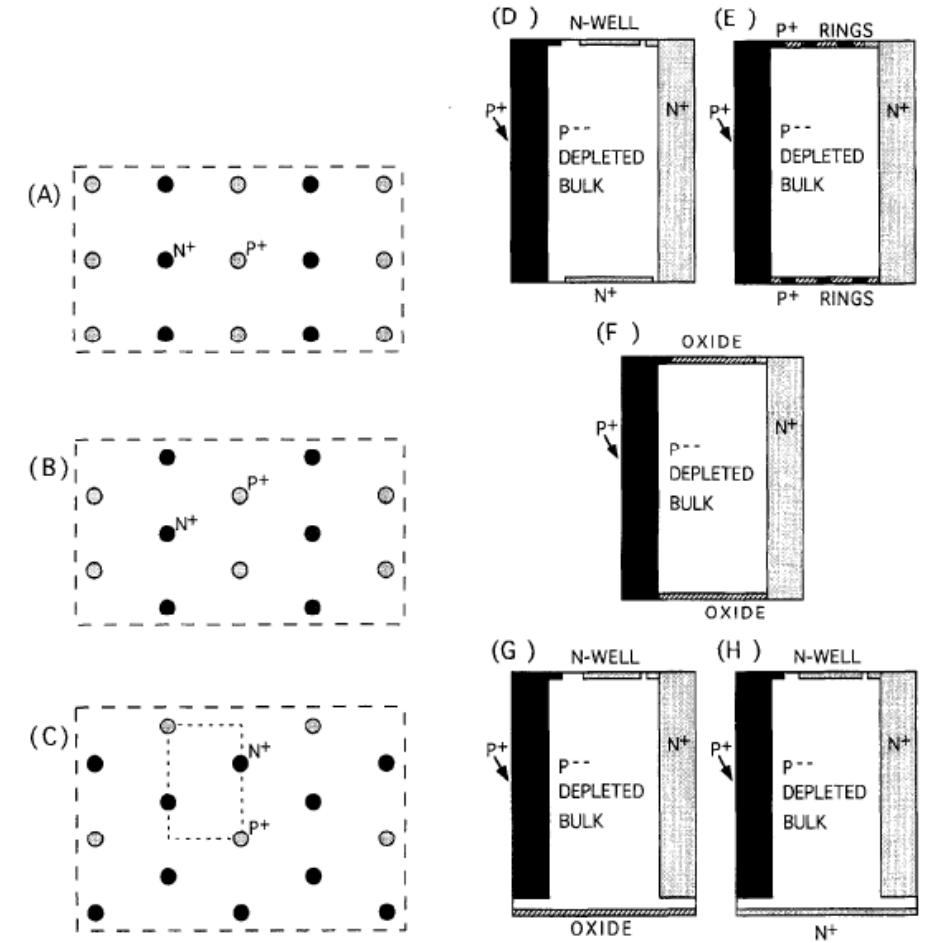 (A)
N+
P+
(B)
P+
N+
(C)
N+
P+
(D)
N-WELL
P+
N+
P--
DEPLETED
BULK
N+
(E)
P+ RINGS
P+
N+
P--
DEPLETED
BULK
P+ RINGS
(F)
OXIDE
P+
N+
P--
DEPLETED
BULK
OXIDE
(G)
N-WELL
P+
N+
P--
DEPLETED
BULK
OXIDE
(H)
N-WELL
P+
N+
P--
DEPLETED
BULK
N+